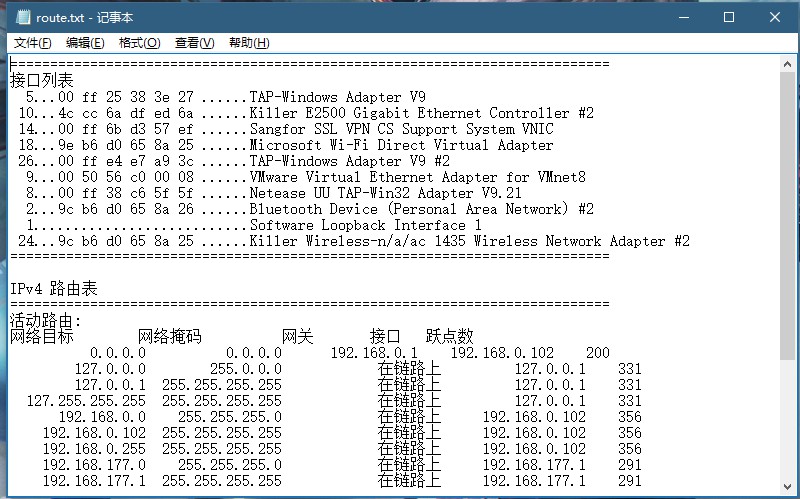 route.txt - 记事本
文件(F) 编辑(E) 格式(O) 查看(V) 帮助(H)
===========================================================================
接口列表
  5...00 ff 25 38 3e 27 ......TAP-Windows Adapter V9
 10...4c cc 6a df ed 6a ......Killer E2500 Gigabit Ethernet Controller #2
 14...00 ff 6b d3 57 ef ......Sangfor SSL VPN CS Support System VNIC
 18...9e b6 d0 65 8a 25 ......Microsoft Wi-Fi Direct Virtual Adapter
 26...00 ff e4 e7 a9 3c ......TAP-Windows Adapter V9 #2
  9...00 50 56 c0 00 08 ......VMware Virtual Ethernet Adapter for VMnet8
  8...00 ff 38 c6 5f 5f ......Netease UU TAP-Win32 Adapter V9.21
  2...9c b6 d0 65 8a 26 ......Bluetooth Device (Personal Area Network) #2
  1...........................Software Loopback Interface 1
 24...9c b6 d0 65 8a 25 ......Killer Wireless-n/a/ac 1435 Wireless Network Adapter #2
===========================================================================
IPv4 路由表
===========================================================================
活动路由:
网络目标        网络掩码          网关       接口   跃点数
          0.0.0.0          0.0.0.0      192.168.0.1    192.168.0.102    200
        127.0.0.0        255.0.0.0            在链路上         127.0.0.1    331
        127.0.0.1  255.255.255.255            在链路上         127.0.0.1    331
  127.255.255.255  255.255.255.255            在链路上         127.0.0.1    331
      192.168.0.0    255.255.255.0            在链路上     192.168.0.102    356
    192.168.0.102  255.255.255.255            在链路上     192.168.0.102    356
    192.168.0.255  255.255.255.255            在链路上     192.168.0.102    356
    192.168.177.0    255.255.255.0            在链路上     192.168.177.1    291
    192.168.177.1  255.255.255.255            在链路上     192.168.177.1    291